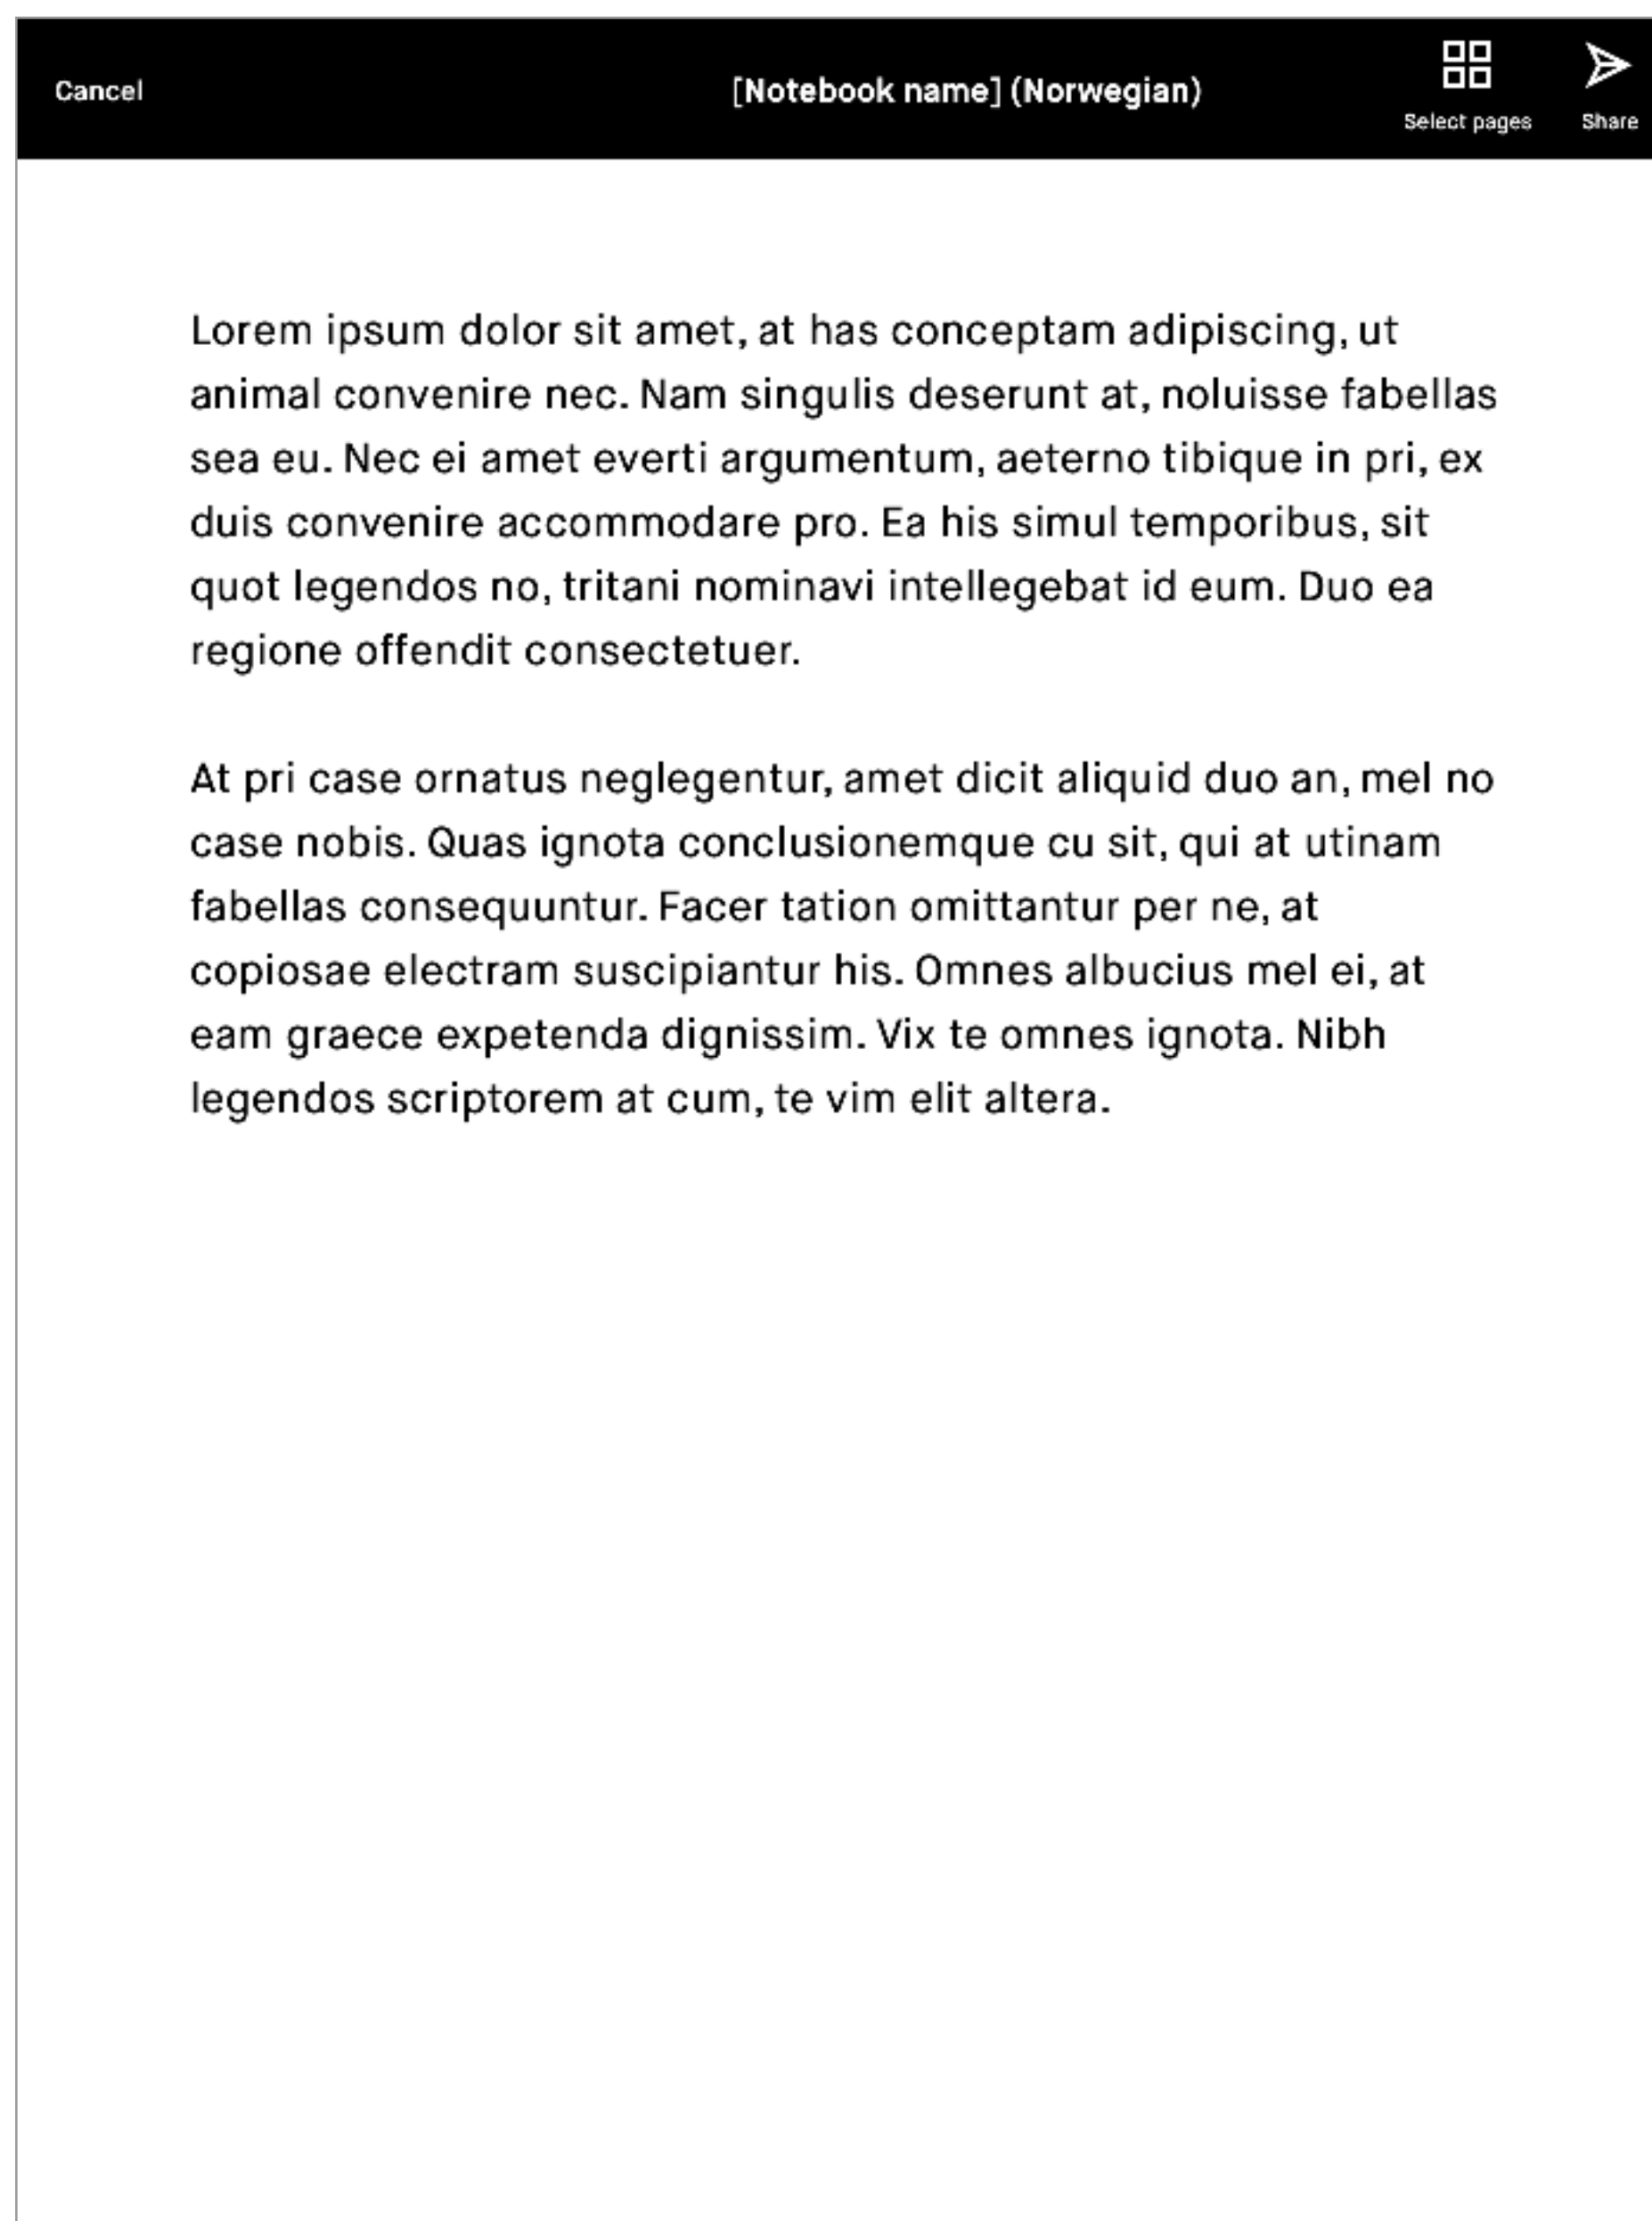 Cancel
[Notebook name] (Norwegian)
Select pages
Share
Lorem ipsum dolor sit amet, at has conceptam adipiscing, ut
animal convenire nec. Nam singulis deserunt at, noluisse fabellas
sea eu. Nec ei amet everti argumentum, aeterno tibique in pri, ex
duis convenire accommodare pro. Ea his simul temporibus, sit
quot legendos no, tritani nominavi intellegebat id eum. Duo ea
regione offendit consectetuer.
At pri case ornatus neglegentur, amet dicit aliquid duo an, mel no
case nobis. Quas ignota conclusionemque cu sit, qui at utinam
fabellas consequuntur. Facer tation omittantur per ne, at
copiosae electram suscipiantur his. Omnes albucius mel ei, at
eam graece expetenda dignissim. Vix te omnes ignota. Nibh
legendos scriptorem at cum, te vim elit altera.